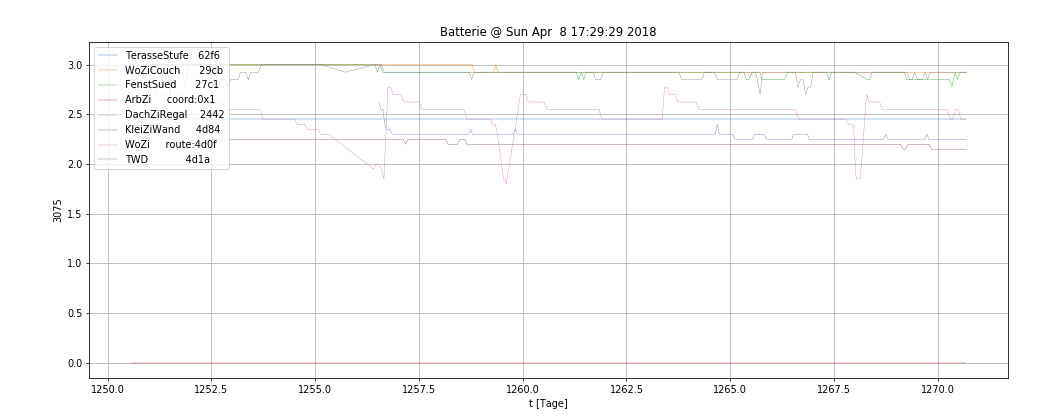 Batterie @ Sun Apr  8 17:29:29 2018
3.0
2.5
2.0
1.5
1.0
0.5
0.0
3075
TerasseStufe 62f6
WoZiCouch 29cb
FenstSued 27c1
ArbZi coord:0x1
DachZiRegal 2442
KleiZiWand 4d84
WoZi route:4d0f
TWD 4d1a
1250.0 1252.5 1255.0 1257.5 1260.0 1262.5 1265.0 1267.5 1270.0
t [Tage]